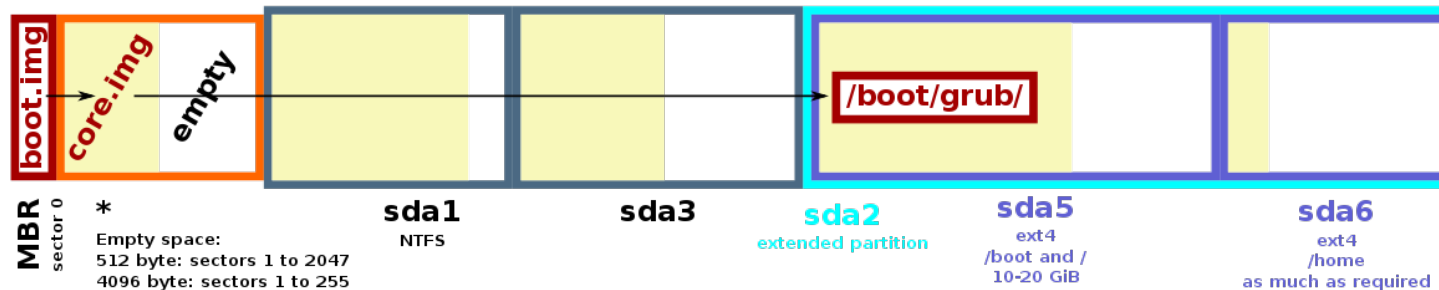 boot.img
core.img
empty
/boot/grub/
MBR
sector 0
*
Empty space:
512 byte: sectors 1 to 2047
4096 byte: sectors 1 to 255
sda1
NTFS
sda3
sda2
extended partition
sda5
ext4
/boot and /
10-20 GiB
sda6
ext4
/home
as much as required